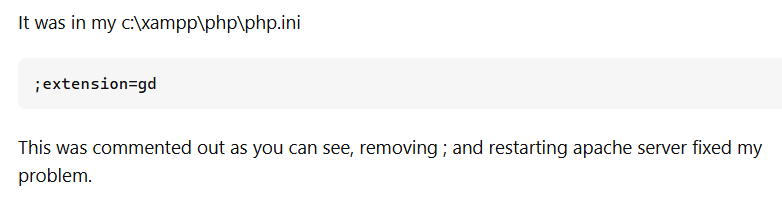 It was in my c:\xampp\php\php.ini
;extension=gd
This was commented out as you can see, removing ; and restarting apache server fixed my
problem.